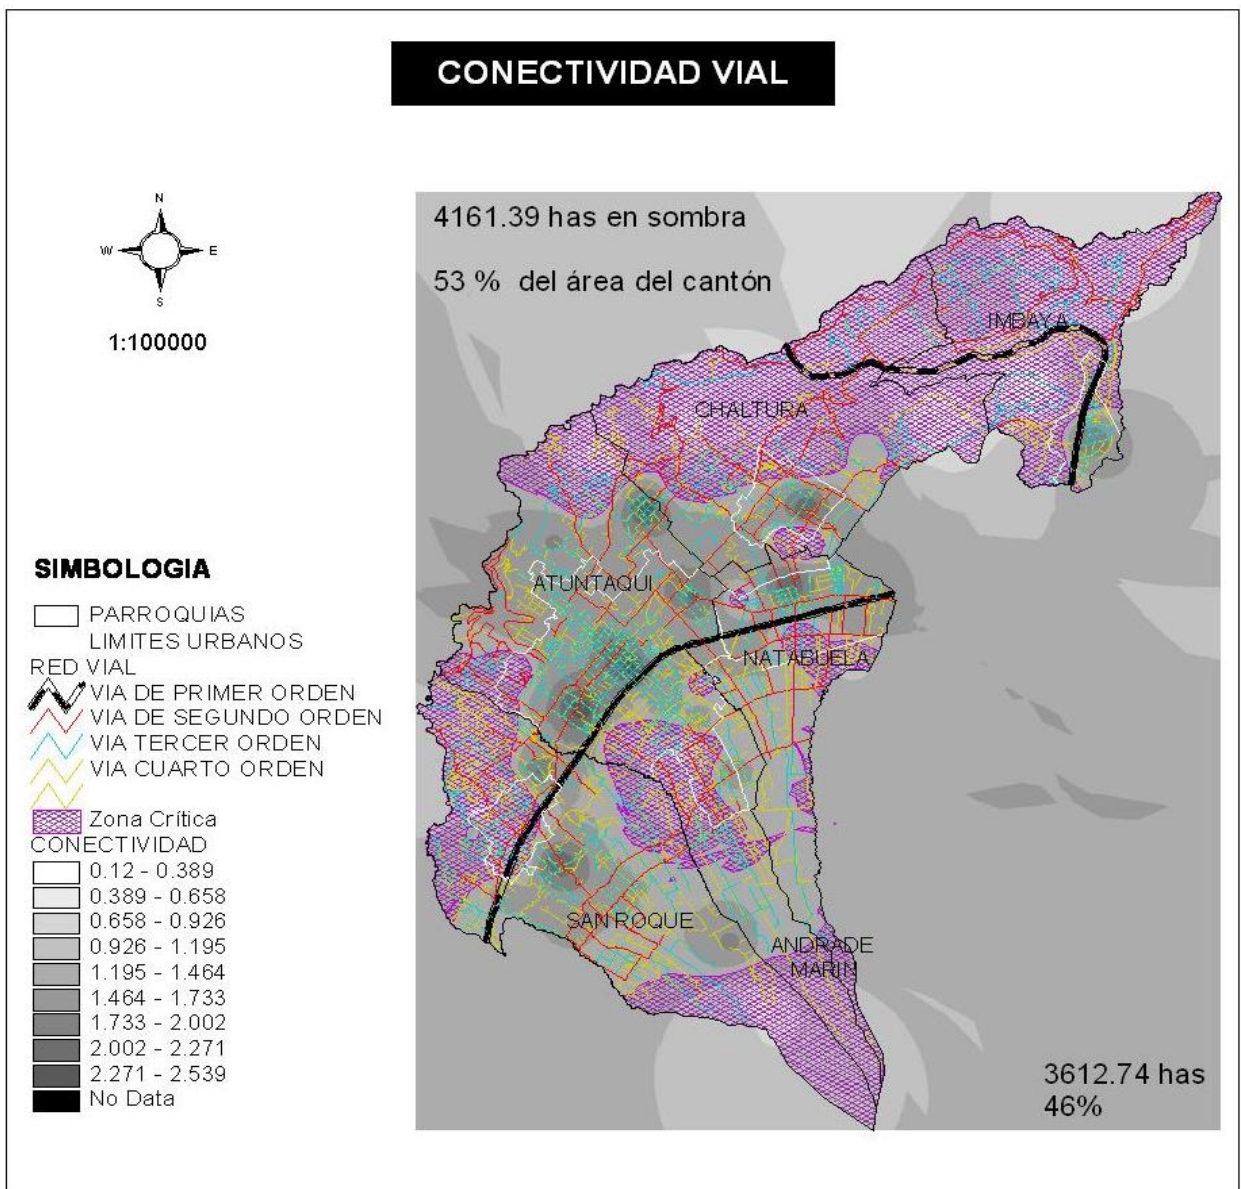 CONECTIVIDAD VIAL
N
W
E
S
1:100000
4161.39 has en sombra
53 % del área del cantón
IMBAYA
CHALTURA
ATUNTAQUI
NATABUELA
SAN ROQUE
ANDRADE
MARIN
3612.74 has
46%
SIMBOLOGIA
PARROQUIAS
LIMITES URBANOS
RED VIAL
VIA DE PRIMER ORDEN
VIA DE SEGUNDO ORDEN
VIA TERCER ORDEN
VIA CUARTO ORDEN
Zona Crítica
CONECTIVIDAD
0.12 - 0.389
0.389 - 0.658
0.658 - 0.926
0.926 - 1.195
1.195 - 1.464
1.464 - 1.733
1.733 - 2.002
2.002 - 2.271
2.271 - 2.539
No Data